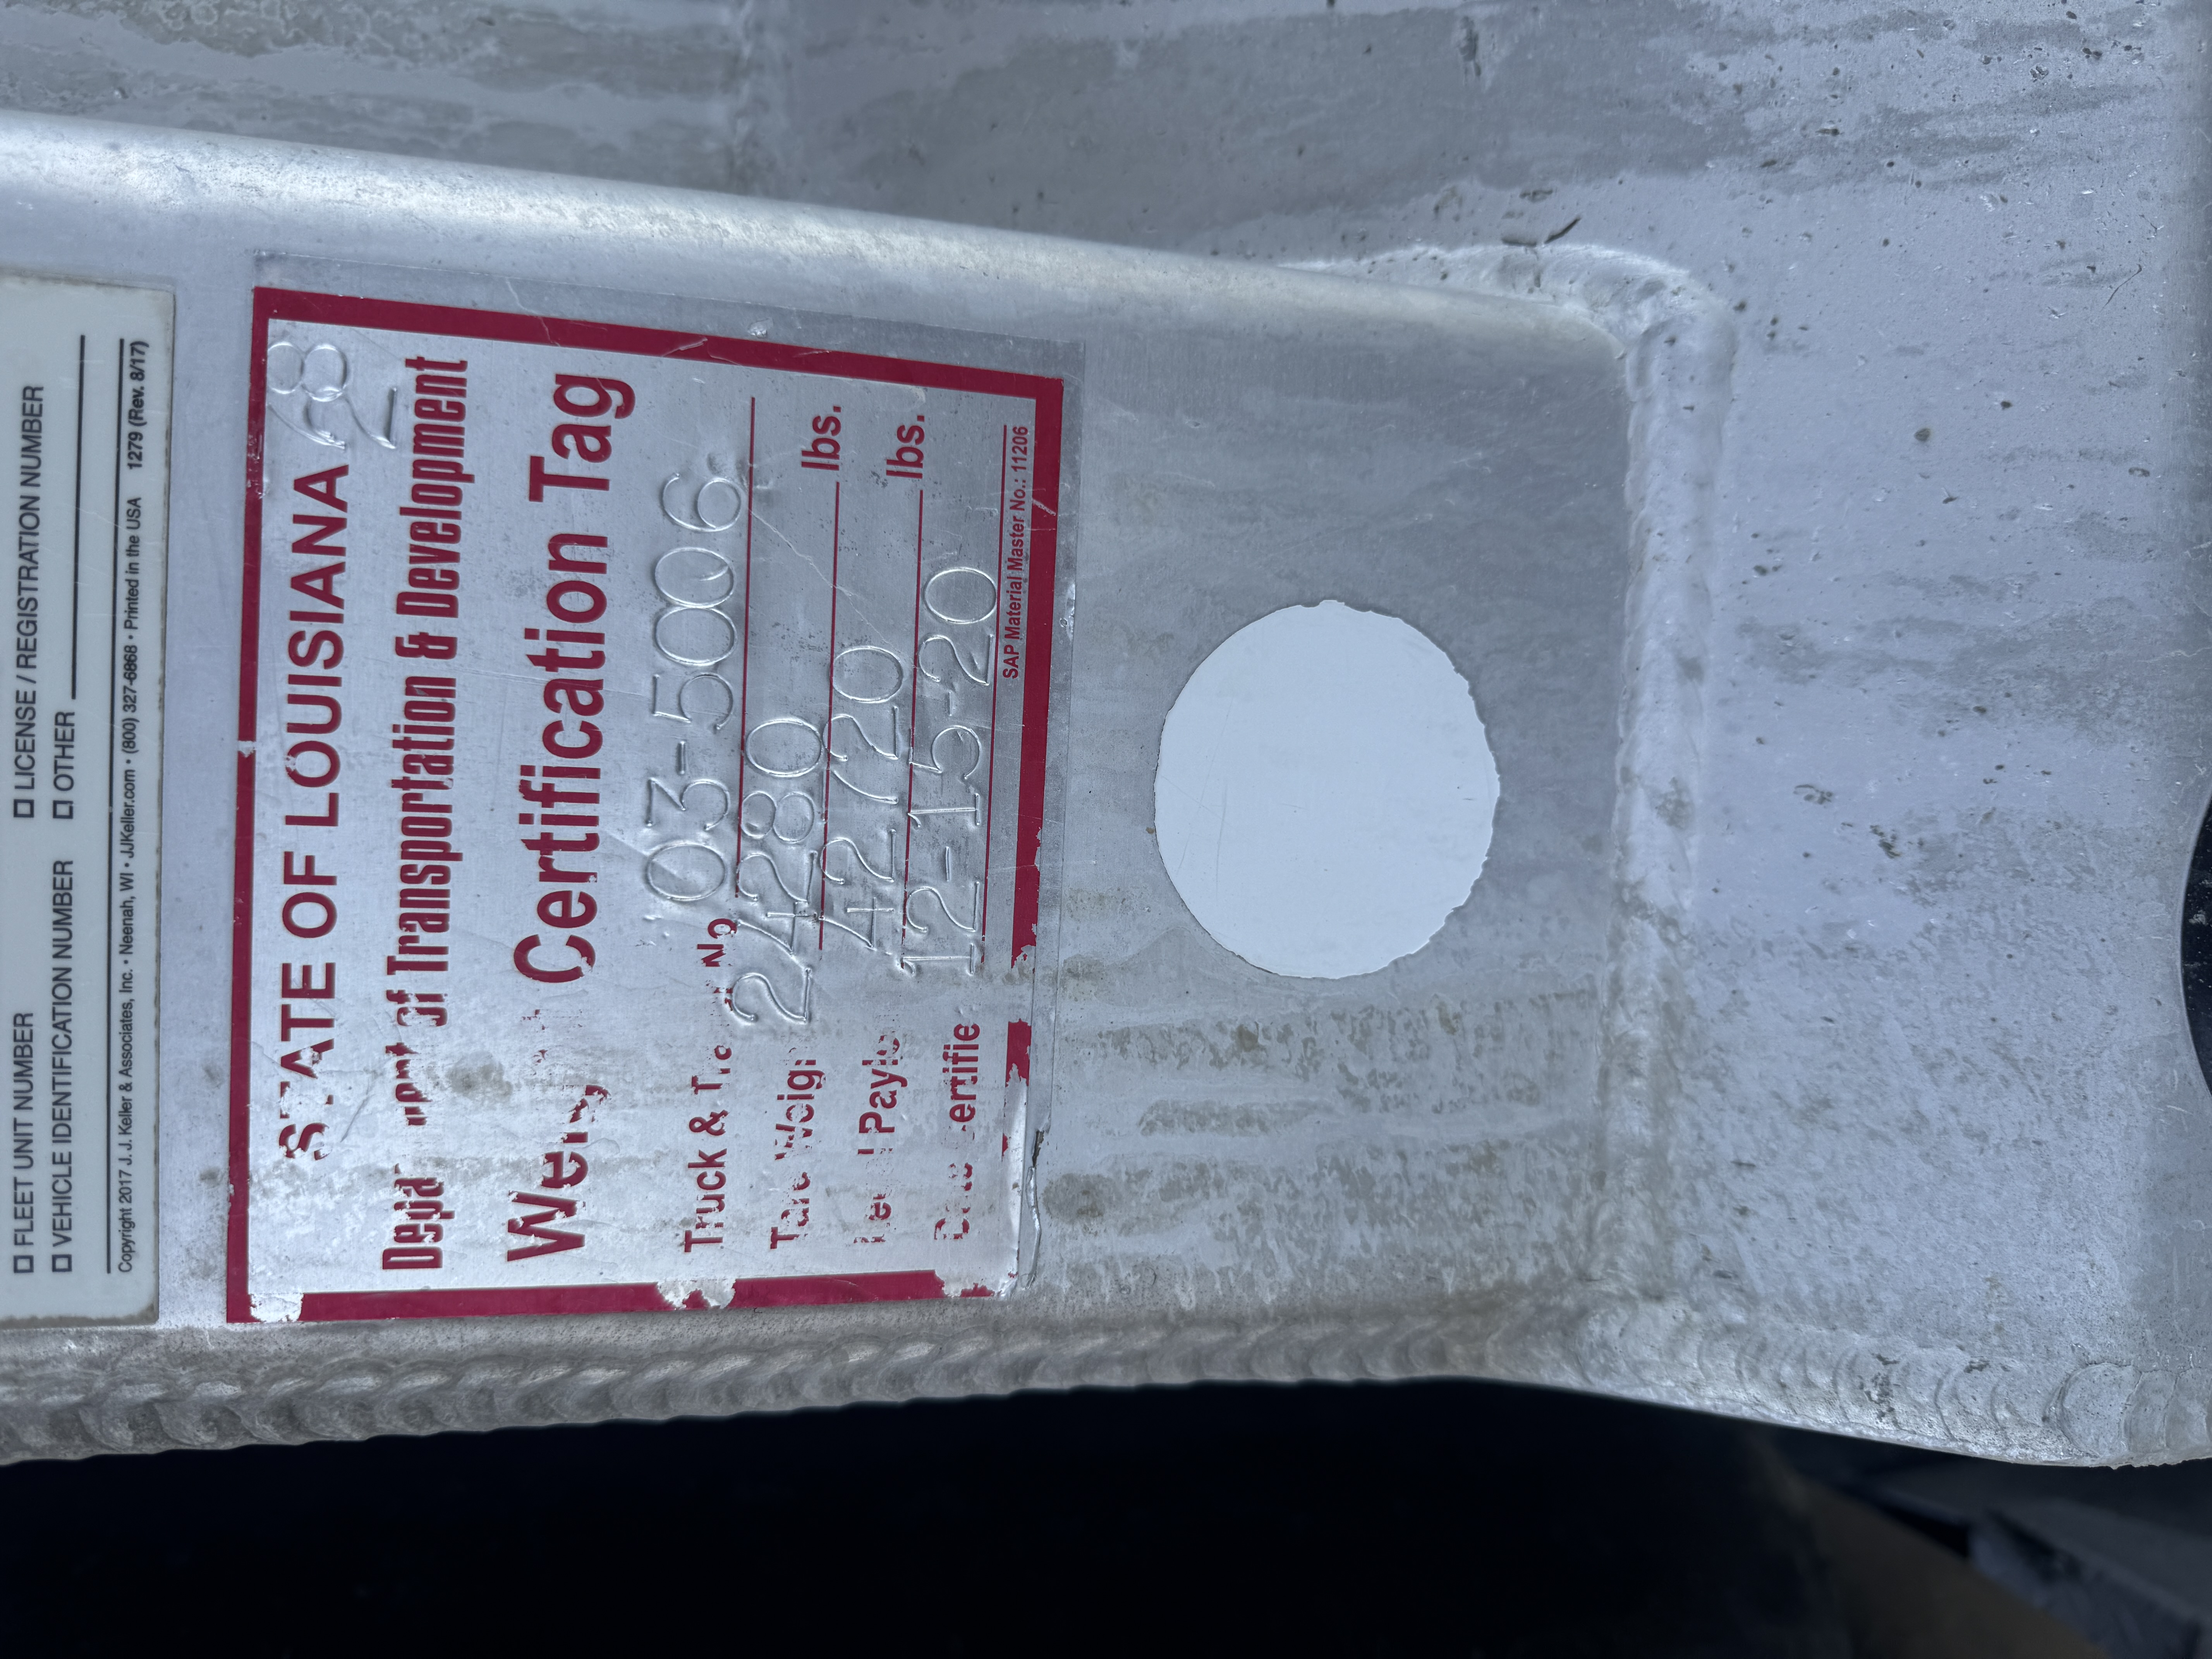 ☐ FLEET UNIT NUMBER ☐ LICENSE / REGISTRATION NUMBER
☐ VEHICLE IDENTIFICATION NUMBER ☐ OTHER
Copyright 2017 J. J. Keller & Associates, Inc. • Neenah, WI • JJKeller.com • (800) 327-6868 • Printed in the USA 1279 (Rev. 8/17)
STATE OF LOUISIANA
of Transportation & Development
Certification Tag
Truck & 03-5006
24280 lbs.
42720 lbs.
12-15-20
SAP Material Master No.: 11206